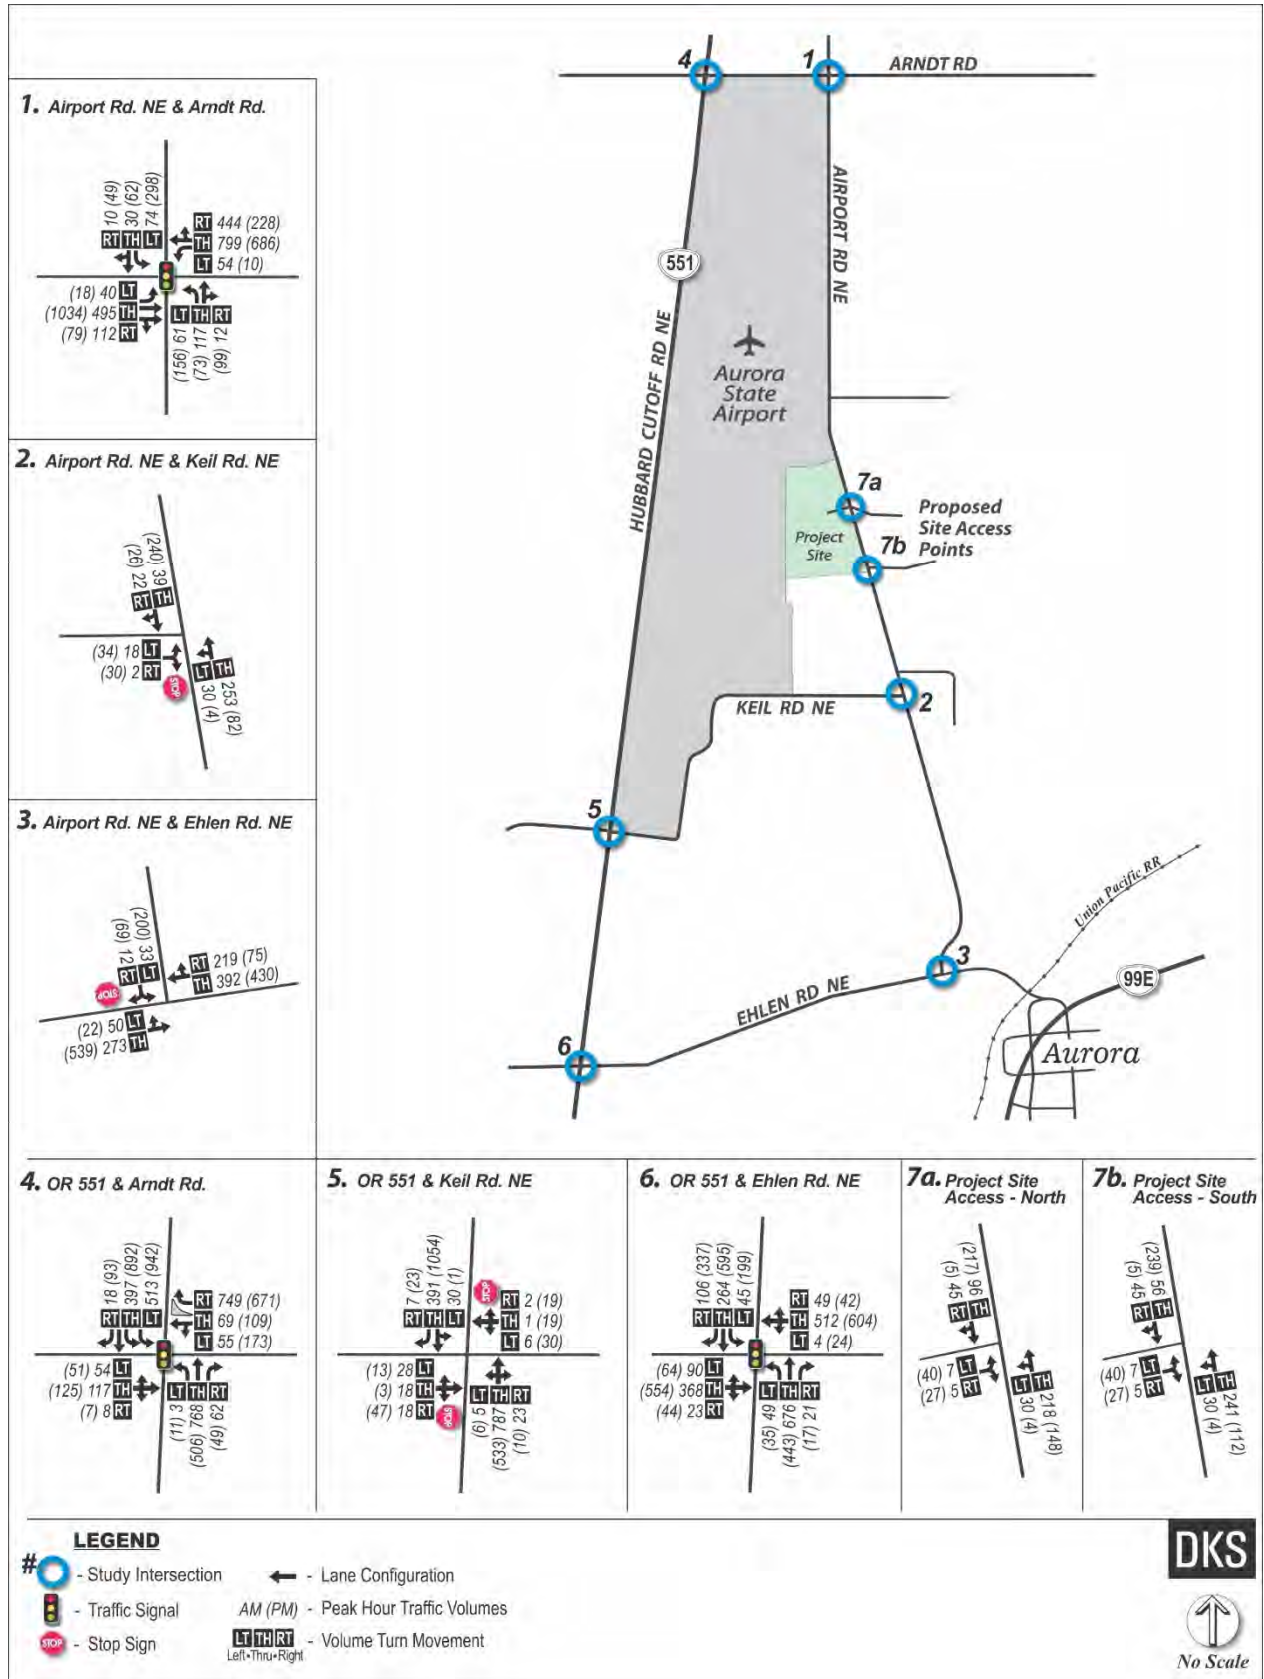 4
1
ARNDT RD
AIRPORT RD NE
551
HUBBARD CUTOFF RD NE
Aurora
State
Airport
7a
Proposed
Site Access
Points
7b
Project
Site
KEIL RD NE
2
5
3
EHLEN RD NE
6
Union Pacific RR
99E
Aurora
1. Airport Rd. NE & Arndt Rd.
10 (49)
30 (62)
74 (298)
RT TH LT
RT 444 (228)
TH 799 (686)
LT 54 (10)
(18) 40 LT
(1034) 495 TH
(79) 112 RT
LT TH RT
(156) 61
(73) 117
(99) 12
2. Airport Rd. NE & Keil Rd. NE
(26) 22
(240) 39
RT TH
(34) 18 LT
(30) 2 RT
STOP
LT TH
30 (4)
253 (82)
3. Airport Rd. NE & Ehlen Rd. NE
(69) 12
(200) 33
RT LT
STOP
RT 219 (75)
TH 392 (430)
(22) 50 LT
(539) 273 TH
4. OR 551 & Arndt Rd.
18 (93)
397 (892)
513 (942)
RT TH LT
RT 749 (671)
TH 69 (109)
LT 55 (173)
(51) 54 LT
(125) 117 TH
(7) 8 RT
LT TH RT
(11) 3
(506) 768
(49) 62
5. OR 551 & Keil Rd. NE
7 (23)
391 (1054)
30 (1)
RT TH LT
STOP
RT 2 (19)
TH 1 (19)
LT 6 (30)
(13) 28 LT
(3) 18 TH
(47) 18 RT
STOP
LT TH RT
(6) 5
(533) 787
(10) 23
6. OR 551 & Ehlen Rd. NE
106 (337)
264 (595)
45 (199)
RT TH LT
RT 49 (42)
TH 512 (604)
LT 4 (24)
(64) 90 LT
(554) 368 TH
(44) 23 RT
LT TH RT
(35) 49
(443) 676
(17) 21
7a. Project Site
Access - North
(5) 45
(217) 96
RT TH
(40) 7 LT
(27) 5 RT
LT TH
30 (4)
218 (148)
7b. Project Site
Access - South
(5) 45
(239) 56
RT TH
(40) 7 LT
(27) 5 RT
LT TH
30 (4)
241 (112)
LEGEND
# - Study Intersection
- Traffic Signal
STOP - Stop Sign
- Lane Configuration
AM (PM) - Peak Hour Traffic Volumes
LT TH RT - Volume Turn Movement
Left•Thru•Right
DKS
No Scale